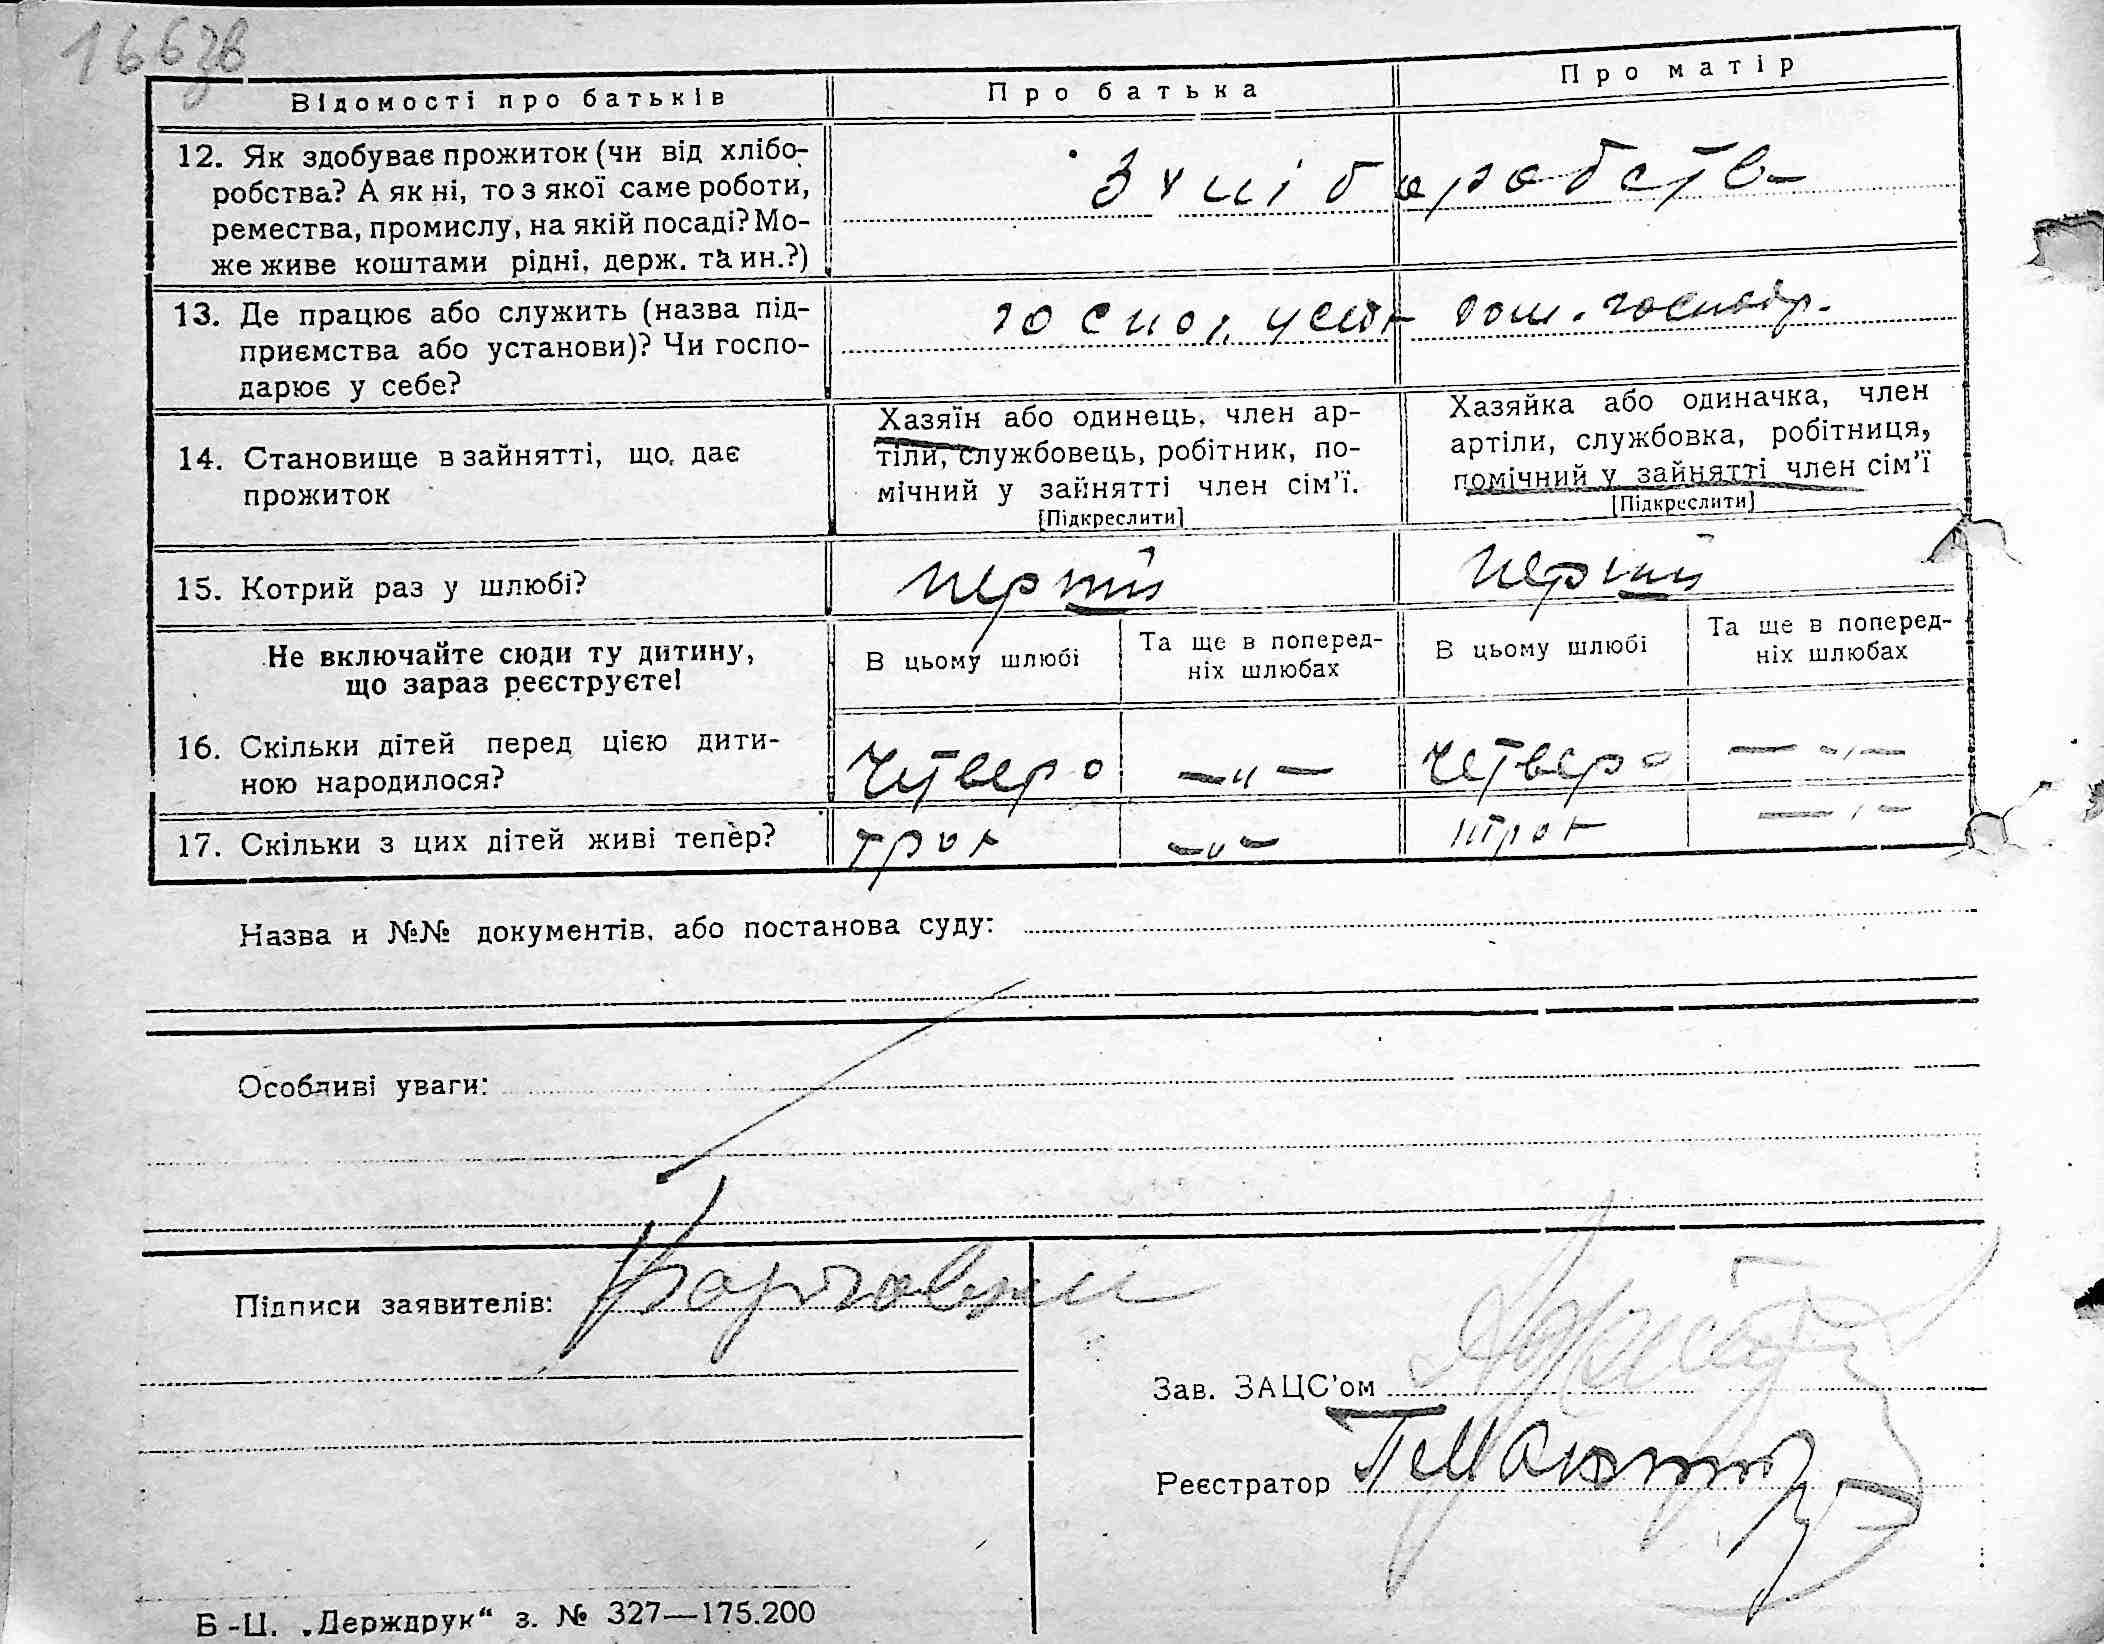 166зв
Відомості про батьків
Про батька
Про матір
12. Як здобуває прожиток (чи від хлібо-
робства? А як ні, то з якої саме роботи,
ремества, промислу, на якій посаді? Мо-
же живе коштами рідні, держ. та ин.?)
З хліборобств
13. Де працює або служить (назва під-
приємства або установи)? Чи госпо-
дарює у себе?
дом. господр.
14. Становище в зайнятті, що дає
прожиток
Хазяїн або одинець, член ар-
тіли, службовець, робітник, по-
мічний у зайнятті член сім’ї.
[Підкреслити]
Хазяйка або одиначка, член
артіли, службовка, робітниця,
помічний у зайнятті член сім’ї
[Підкреслити]
15. Котрий раз у шлюбі?
перший
перший
Не включайте сюди ту дитину,
що зараз реєструєте!
В цьому шлюбі
Та ще в поперед-
ніх шлюбах
В цьому шлюбі
Та ще в поперед-
ніх шлюбах
16. Скільки дітей перед цією дити-
ною народилося?
Четверо
— „ —
Четверо
— „ —
17. Скільки з цих дітей живі тепер?
троє
— „ —
троє
— „ —
Назва и №№ документів, або постанова суду:
Особливі уваги:
Підписи заявителів:
Зав. ЗАЦС’ом
Реєстратор
Б-Ц. „Держдрук“ з. № 327—175.200